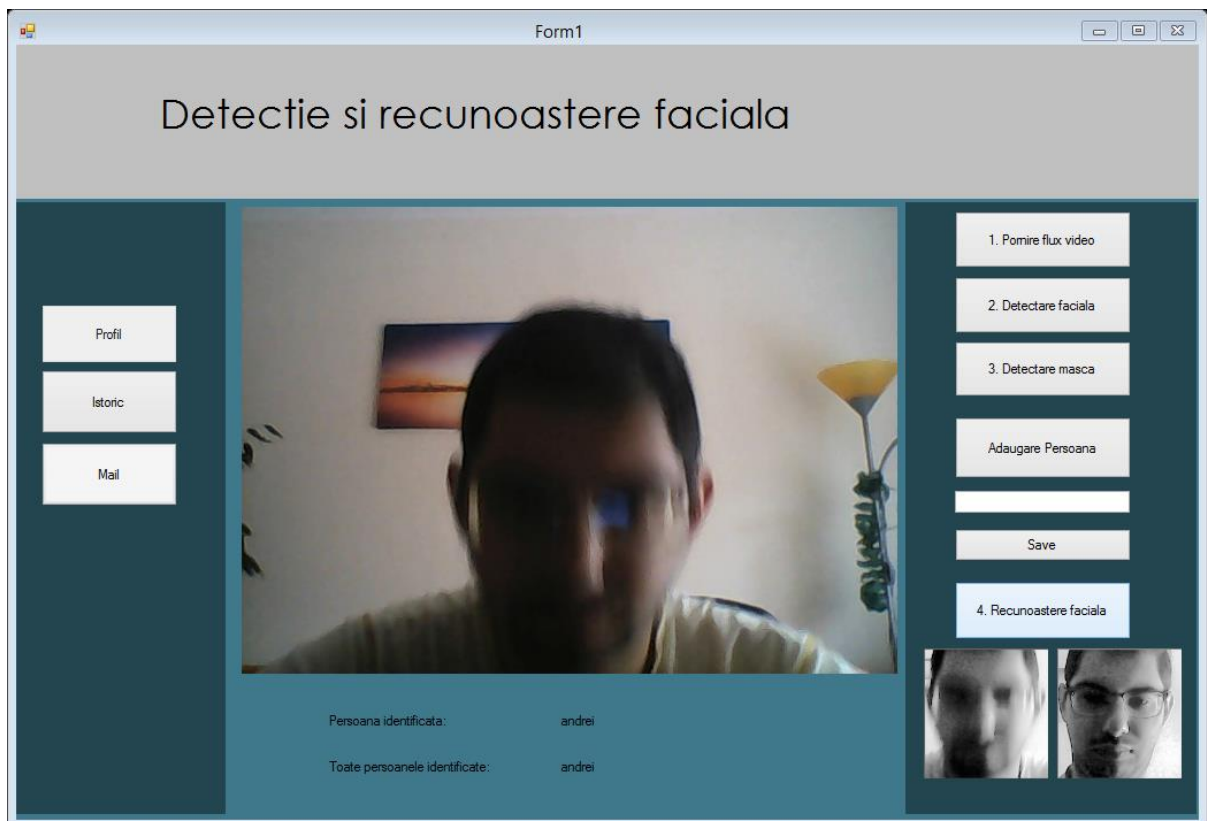 Form1
Detectie si recunoastere faciala
Profil
Istoric
Mail
1. Pornire flux video
2. Detectare faciala
3. Detectare masca
Adaugare Persoana
Save
4. Recunoastere faciala
Persoana identificata: andrei
Toate persoanele identificate: andrei